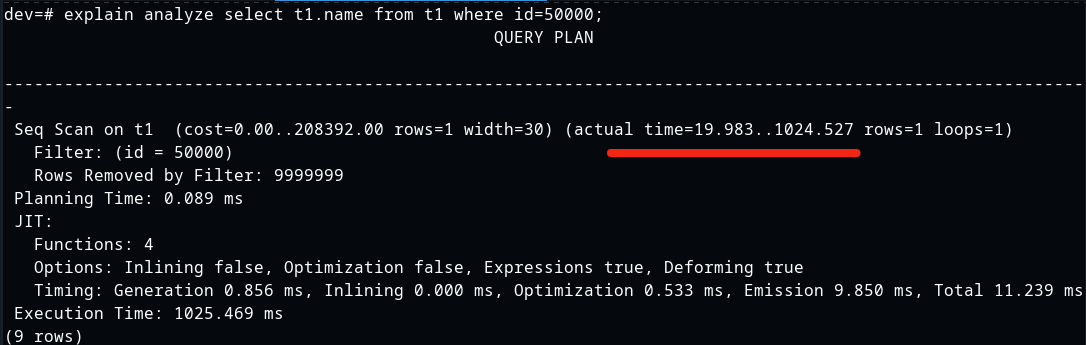 dev=# explain analyze select t1.name from t1 where id=50000;
QUERY PLAN
------------------------------------------------------------------------------------------------------------
-
Seq Scan on t1  (cost=0.00..208392.00 rows=1 width=30) (actual time=19.983..1024.527 rows=1 loops=1)
Filter: (id = 50000)
Rows Removed by Filter: 9999999
Planning Time: 0.089 ms
JIT:
Functions: 4
Options: Inlining false, Optimization false, Expressions true, Deforming true
Timing: Generation 0.856 ms, Inlining 0.000 ms, Optimization 0.533 ms, Emission 9.850 ms, Total 11.239 ms
Execution Time: 1025.469 ms
(9 rows)